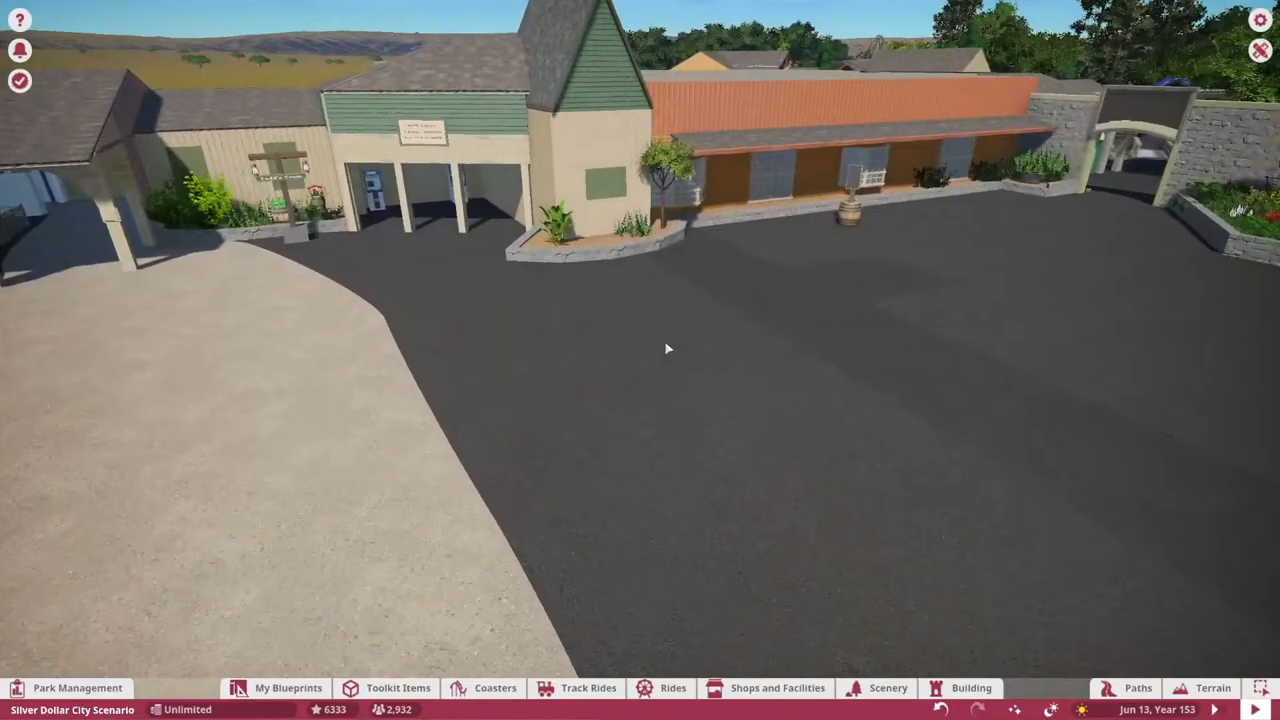 Park Management
My Blueprints
Toolkit Items
Coasters
Track Rides
Rides
Shops and Facilities
Scenery
Building
Paths
Terrain
Silver Dollar City Scenario
Unlimited
6333
2,932
Jun 13, Year 153